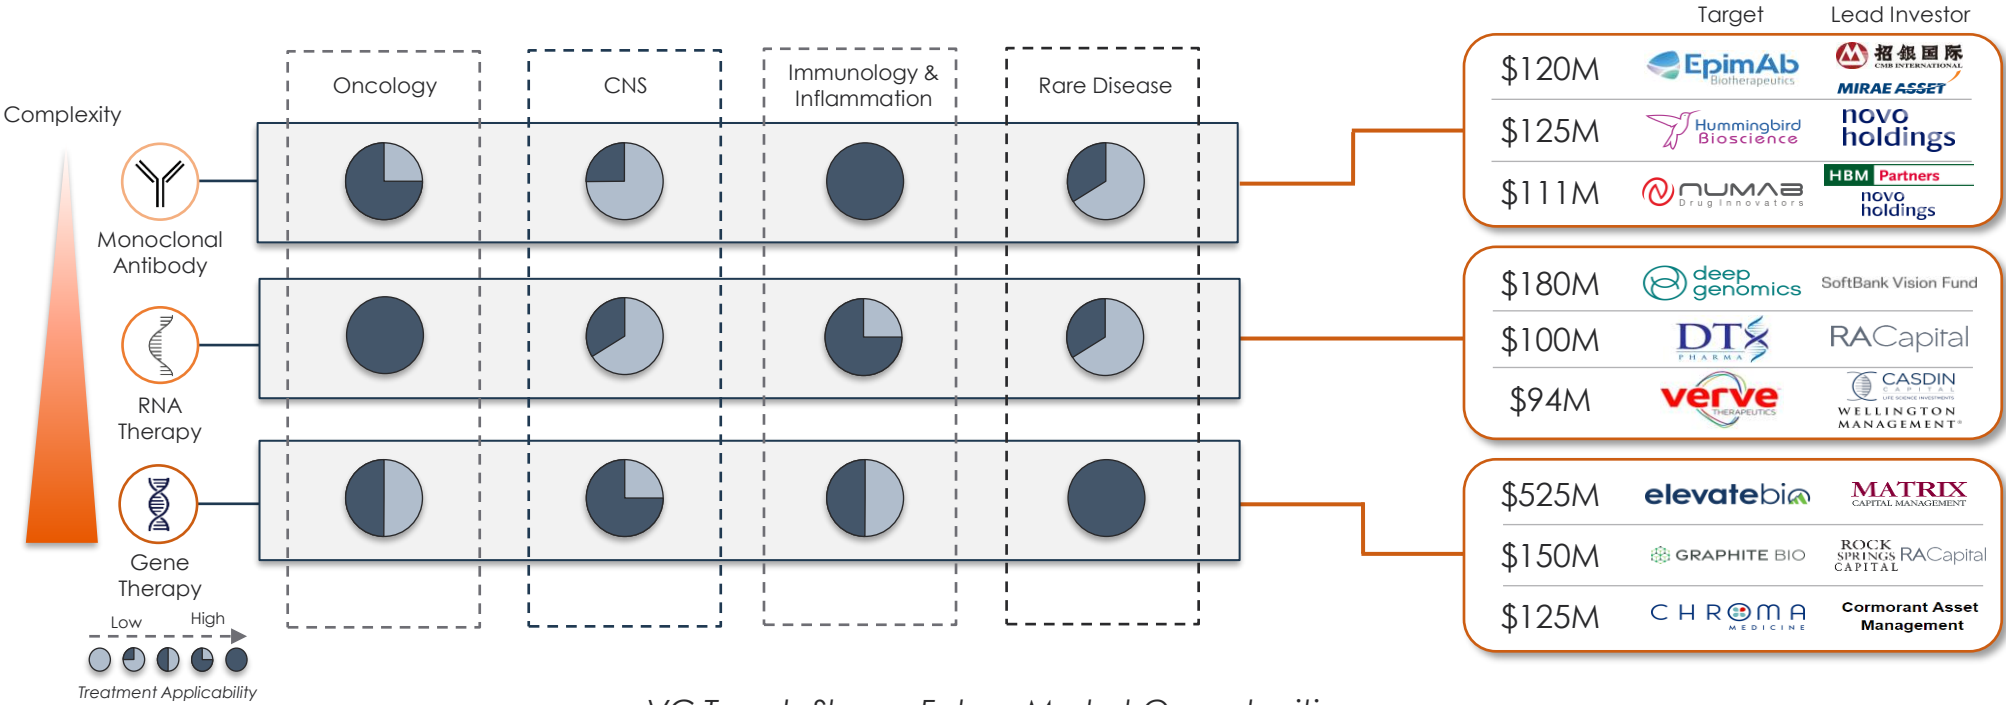 Target Lead Investor
Complexity
Oncology
CNS
Immunology &
Inflammation
Rare Disease
Monoclonal
Antibody
RNA
Therapy
Gene
Therapy
Low High
Treatment Applicability
$120M
EpimAb
Biotherapeutics
招银国际
CMB INTERNATIONAL
MIRAE ASSET
$125M
Hummingbird
Bioscience
novo
holdings
$111M
NUMAB
Drug Innovators
HBM Partners
novo
holdings
$180M
deep
genomics
SoftBank Vision Fund
$100M
DTX
PHARMA
RACapital
$94M
verve
THERAPEUTICS
CASDIN
CAPITAL
LIFE SCIENCE INVESTMENTS
WELLINGTON
MANAGEMENT®
$525M
elevatebio
MATRIX
CAPITAL MANAGEMENT
$150M
GRAPHITE BIO
ROCK
SPRINGS
CAPITAL
RACapital
$125M
CHROMA
MEDICINE
Cormorant Asset
Management